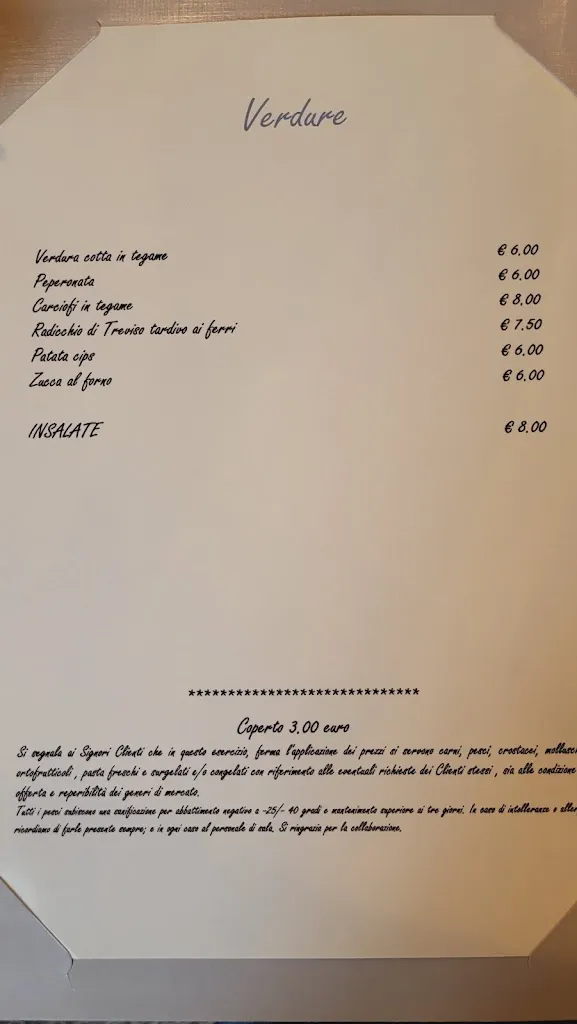 Verdure
Verdura cotta in tegame € 6.00
Peperonata € 6.00
Carciofi in tegame € 8.00
Radicchio di Treviso tardivo ai ferri € 7.50
Patata cips € 6.00
Zucca al forno € 6.00
INSALATE € 8.00
*****************************
Coperto 3.00 euro
Si segnala ai Signori Clienti che in questo esercizio, ferma l'applicazione dei prezzi si servono carni, pesci, crostacei,
ortofrutticoli , pasta freschi e surgelati e/o congelati con riferimento alle eventuali richieste dei Clienti stessi , sia alle condizione
offerta e reperibilità dei generi di mercato.
Tutti i pesci subiscono una sanificazione per abbattimento negativo a -25/- 40 gradi e mantenimento superiore ai tre giorni. In caso di intolleranze o
ricordiamo di farle presente sempre; e in ogni caso al personale di sala. Si ringrazia per la collaborazione.